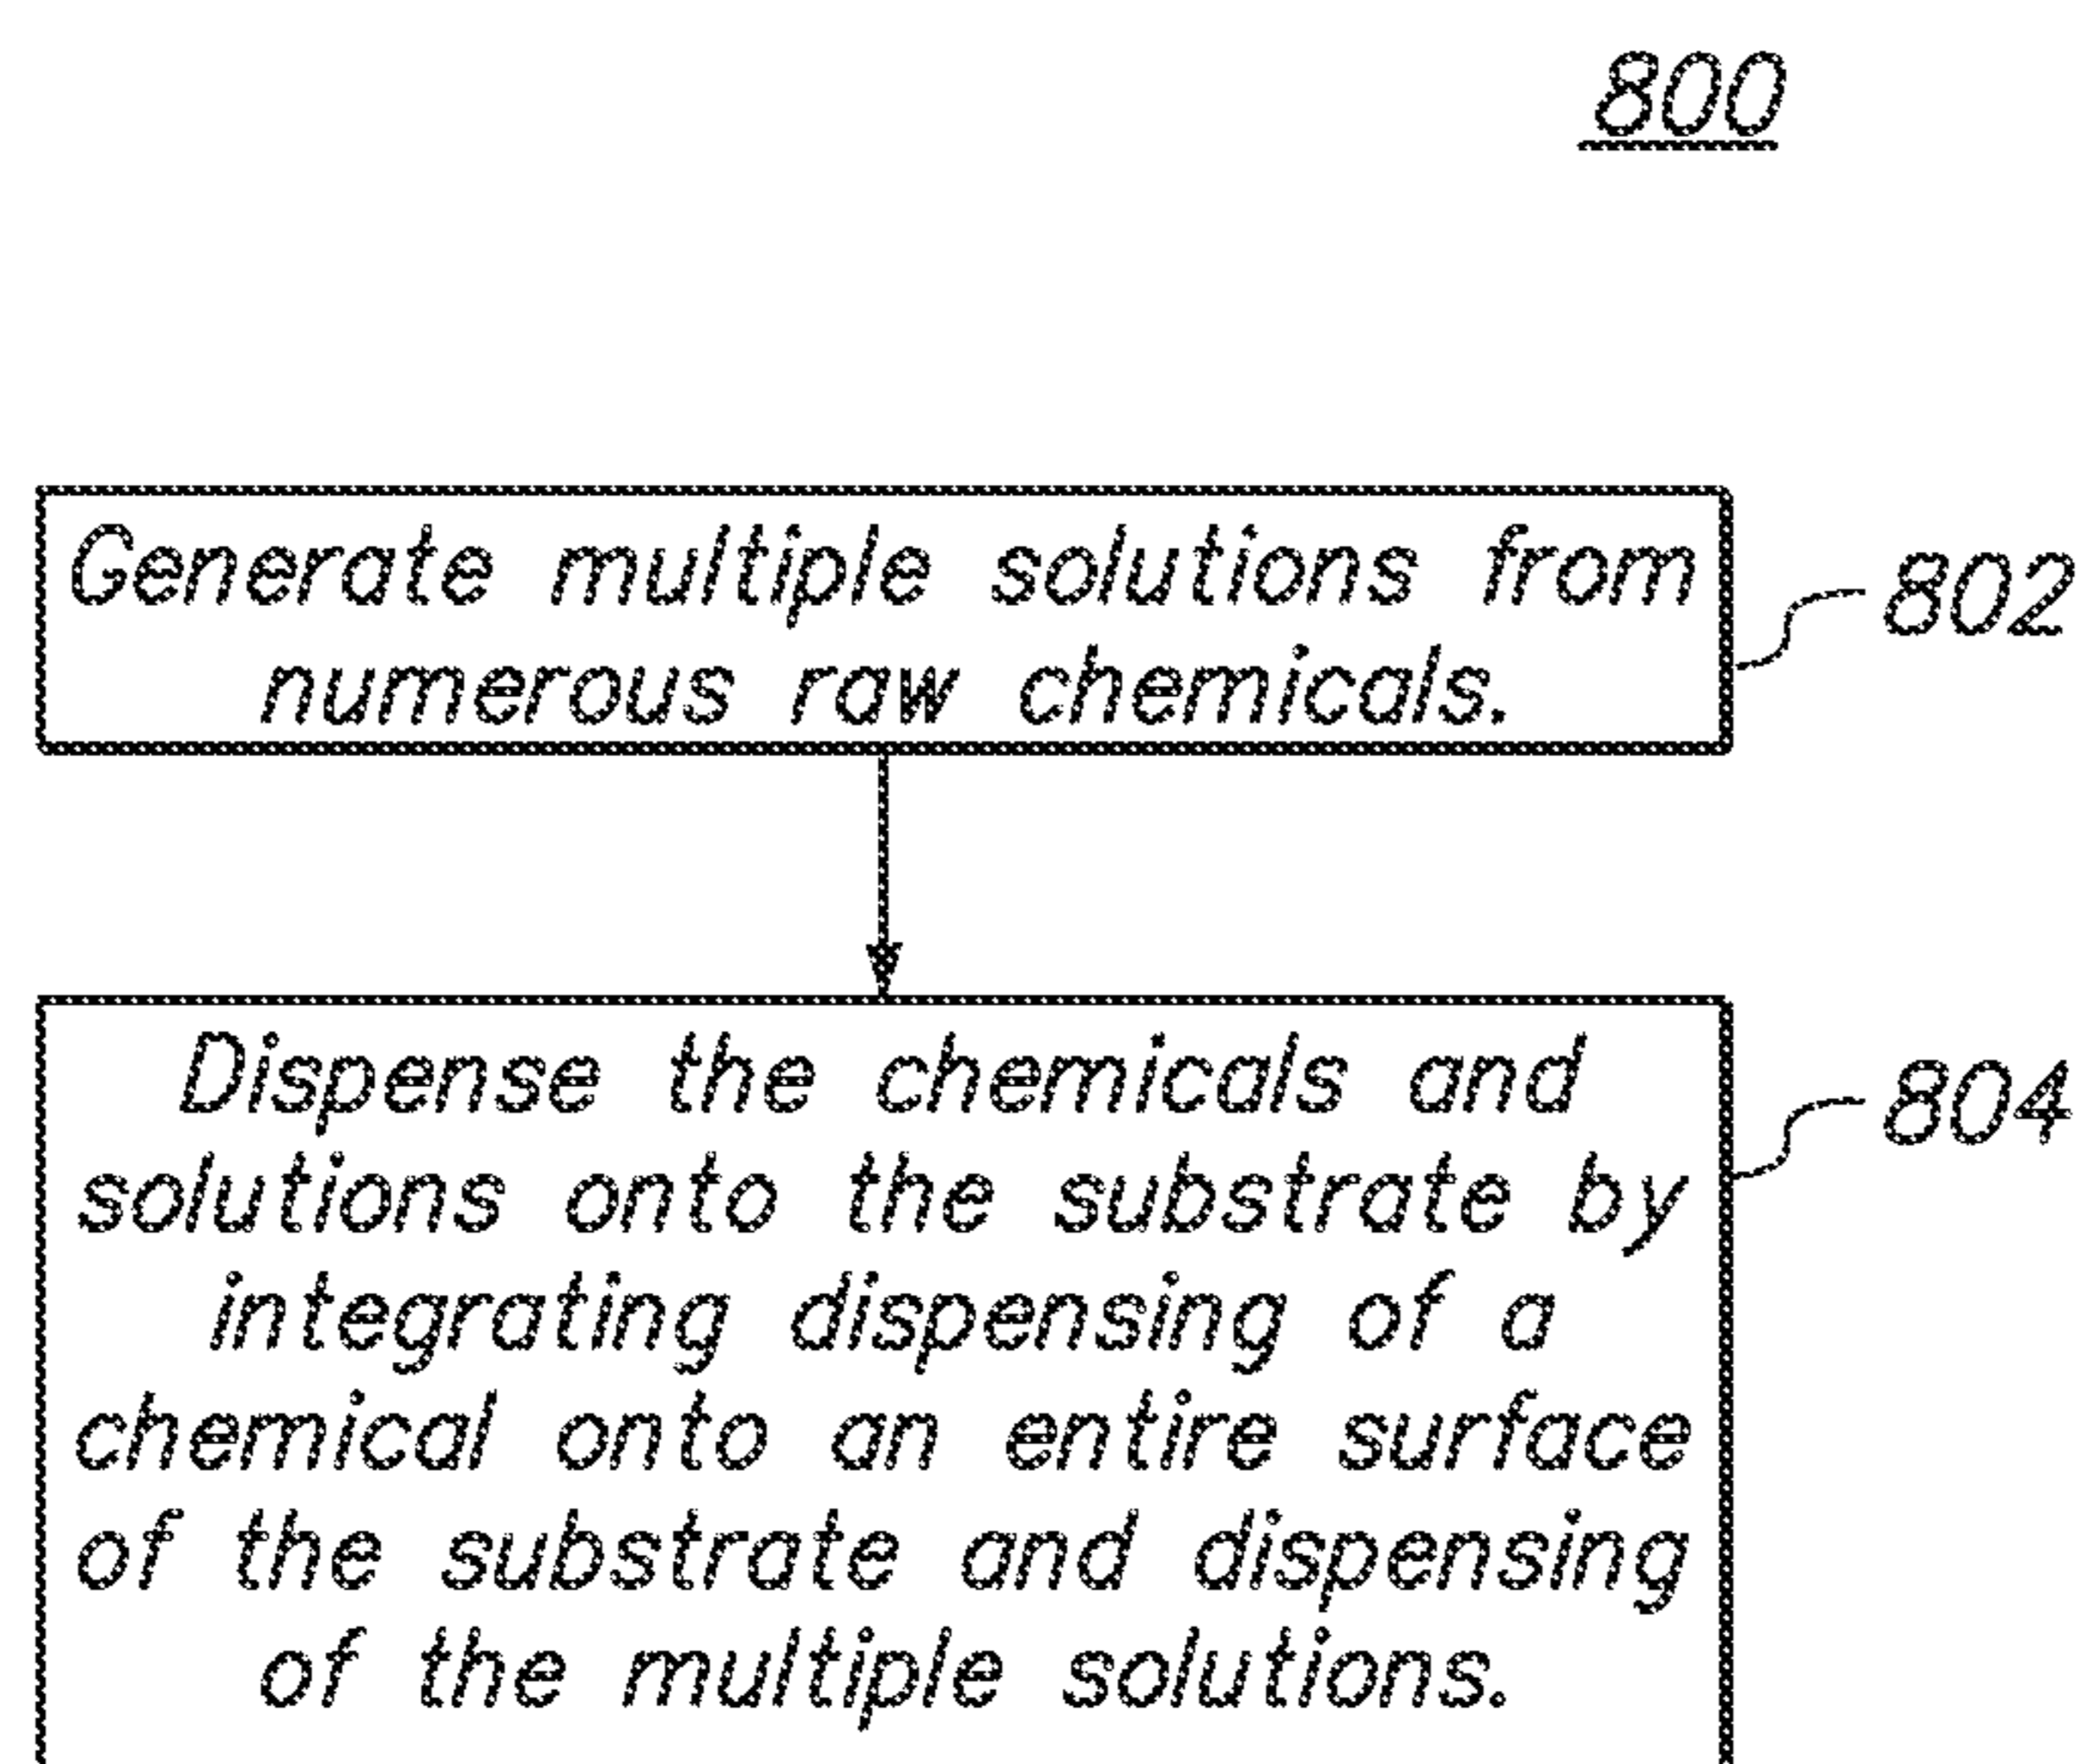 800
Generate multiple solutions from
numerous raw chemicals.
802
Dispense the chemicals and
solutions onto the substrate by
integrating dispensing of a
chemical onto an entire surface
of the substrate and dispensing
of the multiple solutions.
804